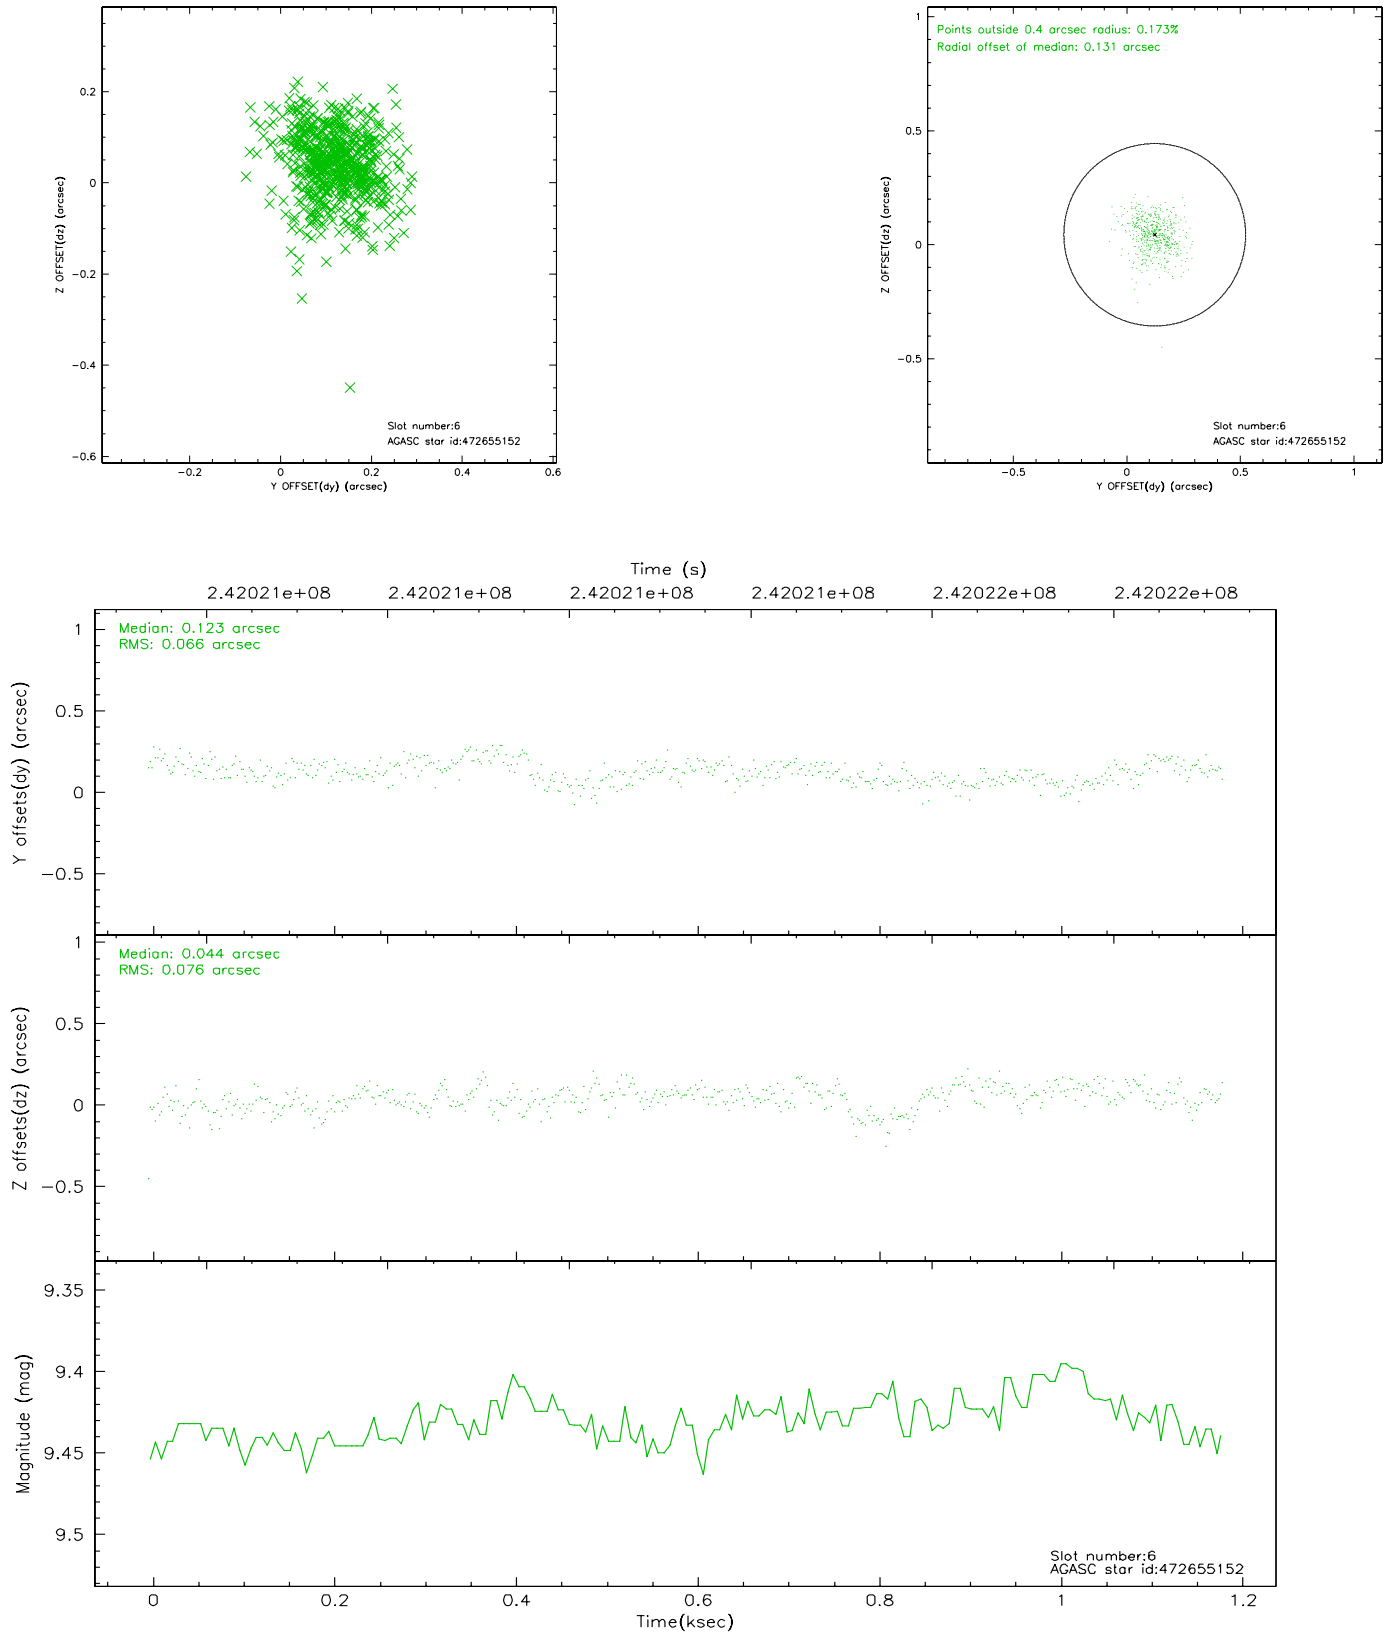 0.2
0
−0.2
−0.4
−0.6
Z OFFSET(dz) (arcsec)
Slot number:6
AGASC star id:472655152
−0.2
0
0.2
0.4
0.6
Y OFFSET(dy) (arcsec)
Points outside 0.4 arcsec radius: 0.173%
Radial offset of median: 0.131 arcsec
1
0.5
0
−0.5
Z OFFSET(dz) (arcsec)
Slot number:6
AGASC star id:472655152
−0.5
0
0.5
1
Y OFFSET(dy) (arcsec)
Time (s)
2.42021e+08
2.42021e+08
2.42021e+08
2.42021e+08
2.42022e+08
2.42022e+08
Median: 0.123 arcsec
RMS: 0.066 arcsec
1
0.5
0
−0.5
Y offsets(dy) (arcsec)
Median: 0.044 arcsec
RMS: 0.076 arcsec
1
0.5
0
−0.5
Z offsets(dz) (arcsec)
9.35
9.4
9.45
9.5
Magnitude (mag)
Slot number:6
AGASC star id:472655152
0
0.2
0.4
0.6
0.8
1
1.2
Time(ksec)